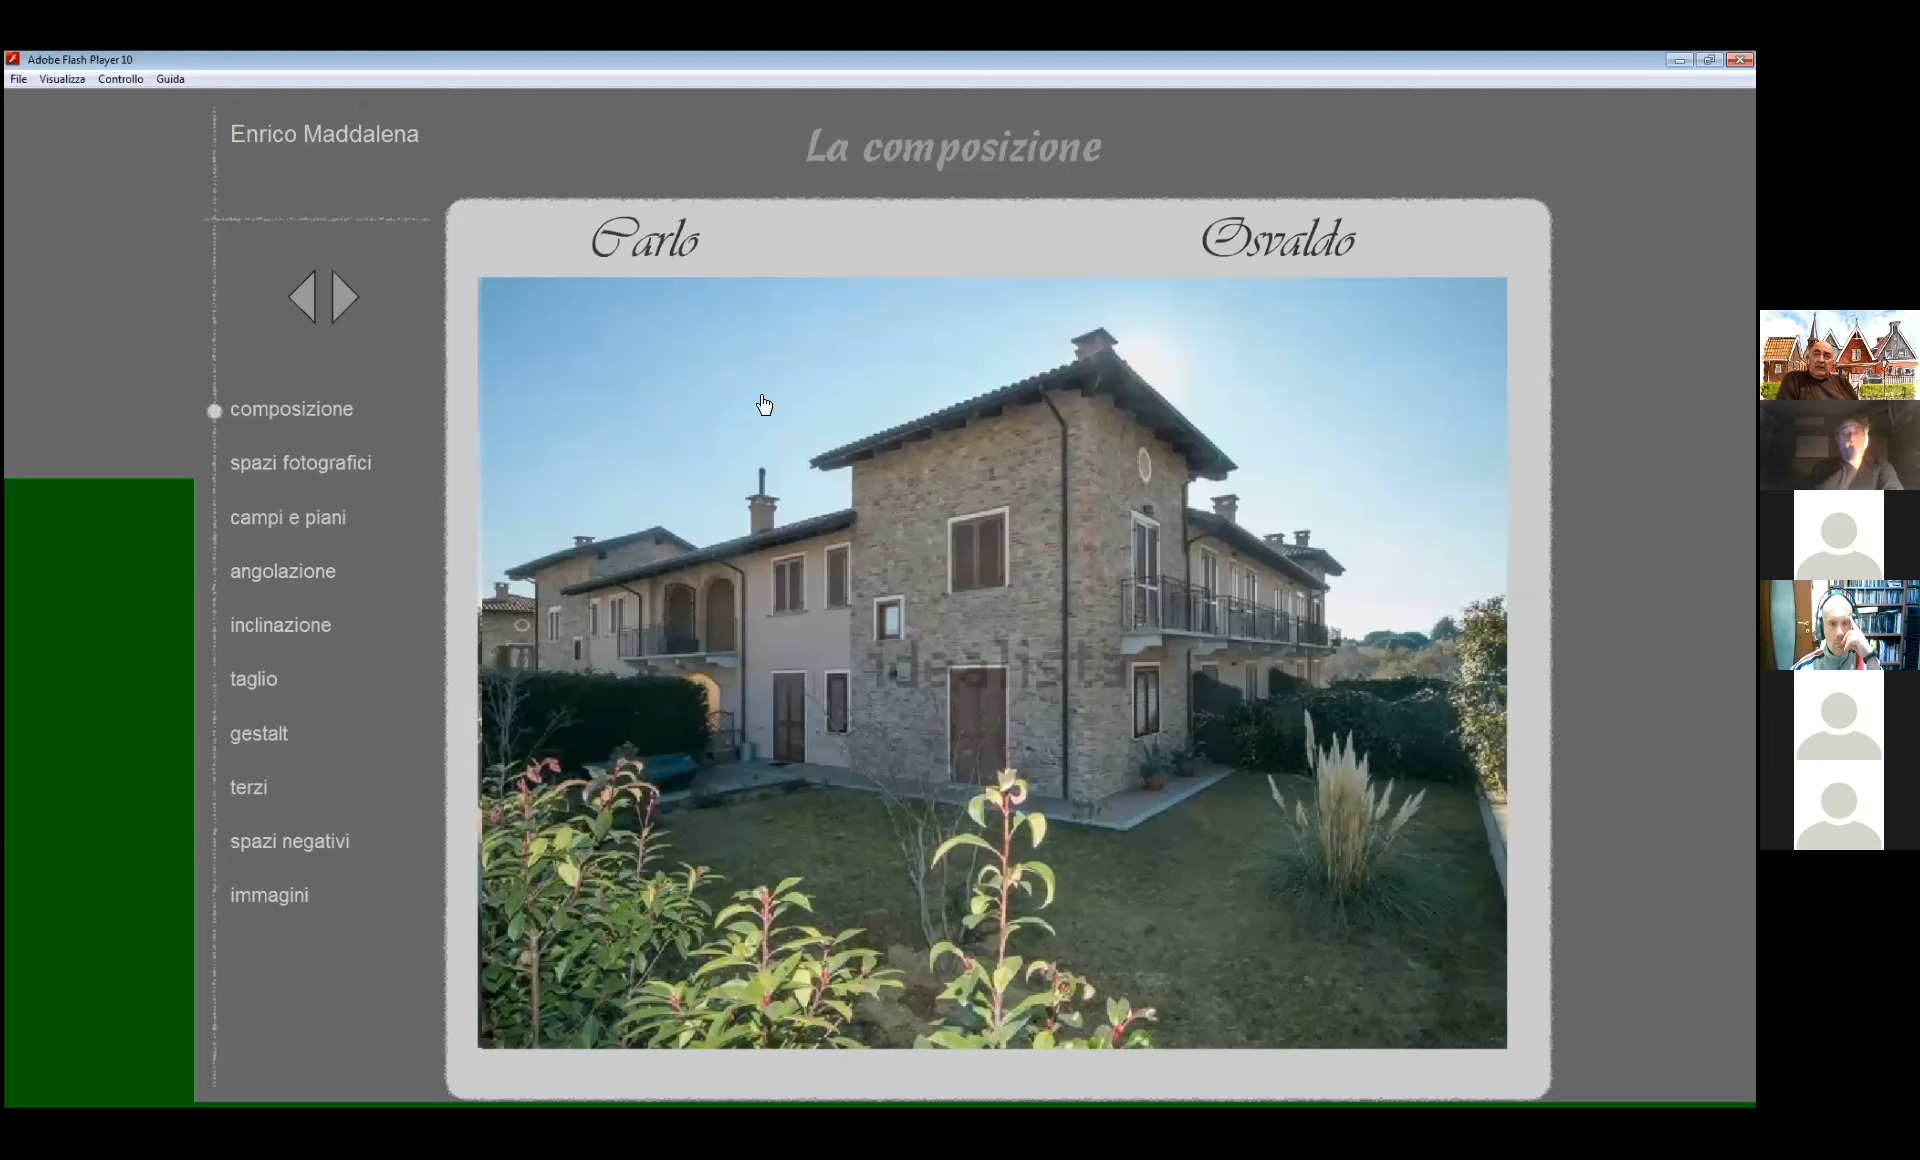 Adobe Flash Player 10
File Visualizza Controllo Guida
Enrico Maddalena
La composizione
Carlo Osvaldo
composizione
spazi fotografici
campi e piani
angolazione
inclinazione
taglio
gestalt
terzi
spazi negativi
immagini
idealista